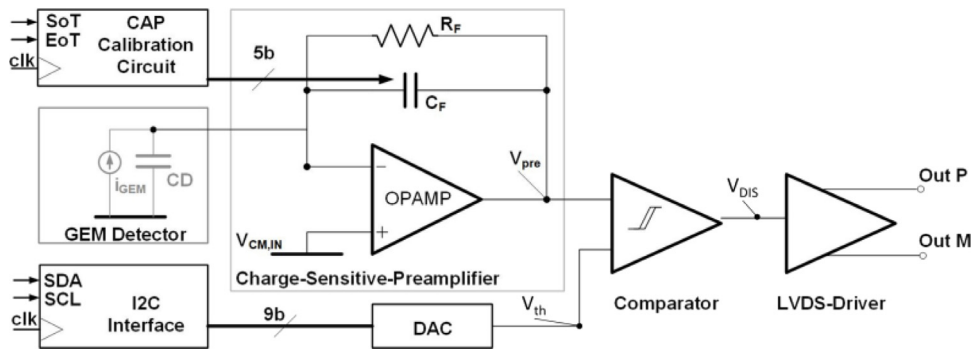 SoT
EoT
clk
CAP
Calibration
Circuit
5b
R_F
C_F
i_GEM
CD
GEM Detector
OPAMP
V_CM,IN
Charge-Sensitive-Preamplifier
V_pre
V_DIS
Out P
Out M
Comparator
LVDS-Driver
SDA
SCL
clk
I2C
Interface
9b
DAC
V_th